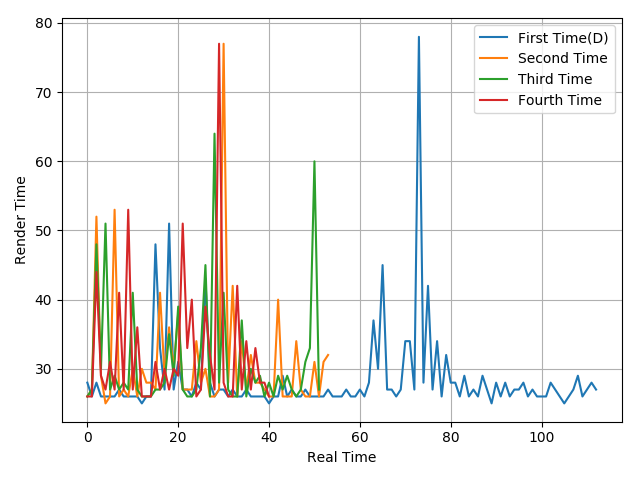 80
70
60
50
40
30
0
20
40
60
80
100
Render Time
Real Time
First Time(D)
Second Time
Third Time
Fourth Time